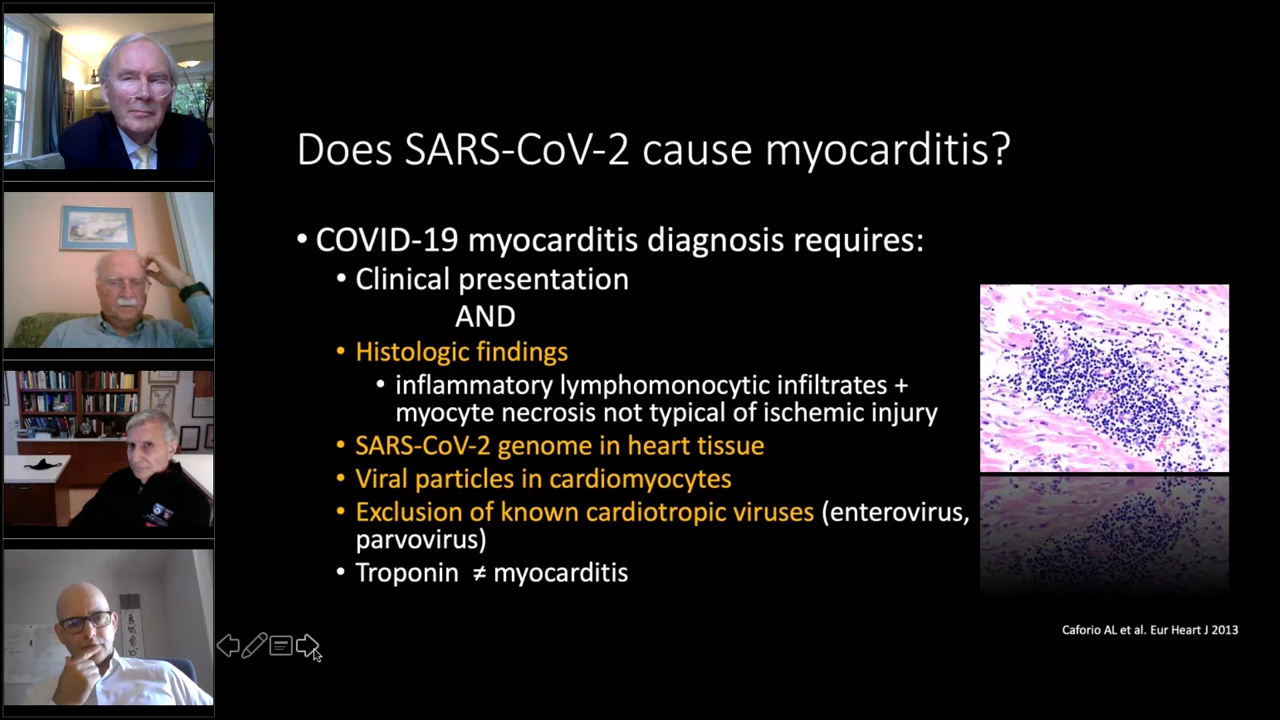 Does SARS-CoV-2 cause myocarditis?
• COVID-19 myocarditis diagnosis requires:
• Clinical presentation
AND
• Histologic findings
• inflammatory lymphomonocytic infiltrates +
myocyte necrosis not typical of ischemic injury
• SARS-CoV-2 genome in heart tissue
• Viral particles in cardiomyocytes
• Exclusion of known cardiotropic viruses (enterovirus,
parvovirus)
• Troponin ≠ myocarditis
Caforio AL et al. Eur Heart J 2013